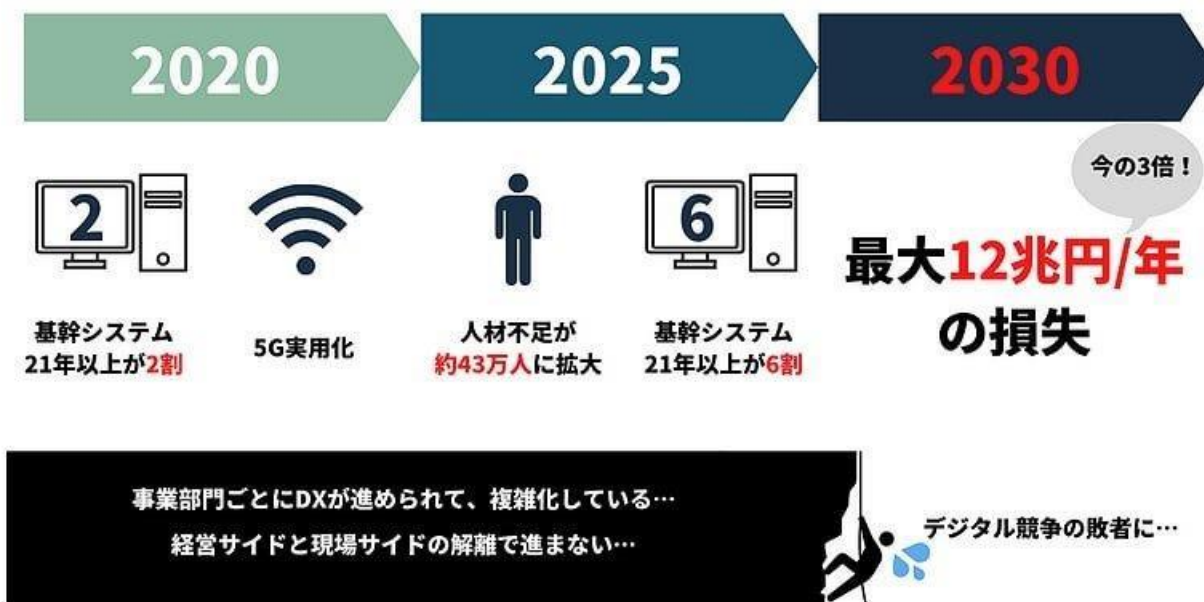 2020
2025
2030
今の3倍！
2
6
基幹システム
21年以上が2割
5G実用化
人材不足が
約43万人に拡大
基幹システム
21年以上が6割
最大12兆円/年
の損失
事業部門ごとにDXが進められて、複雑化している…
経営サイドと現場サイドの解離で進まない…
デジタル競争の敗者に…